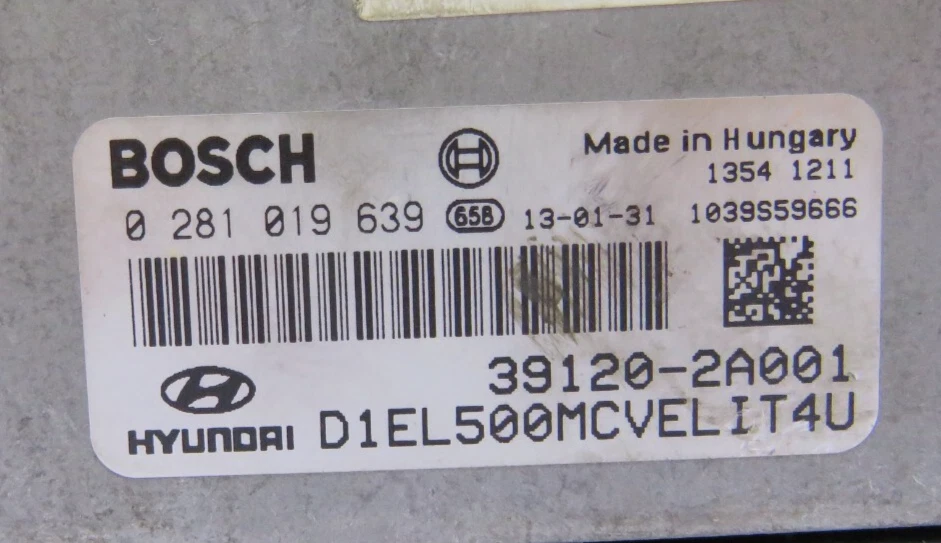 BOSCH
Made in Hungary
1354 1211
0 281 019 639 658 13-01-31 1039S59666
39120-2A001
HYUNDAI D1EL500MCVELIT4U